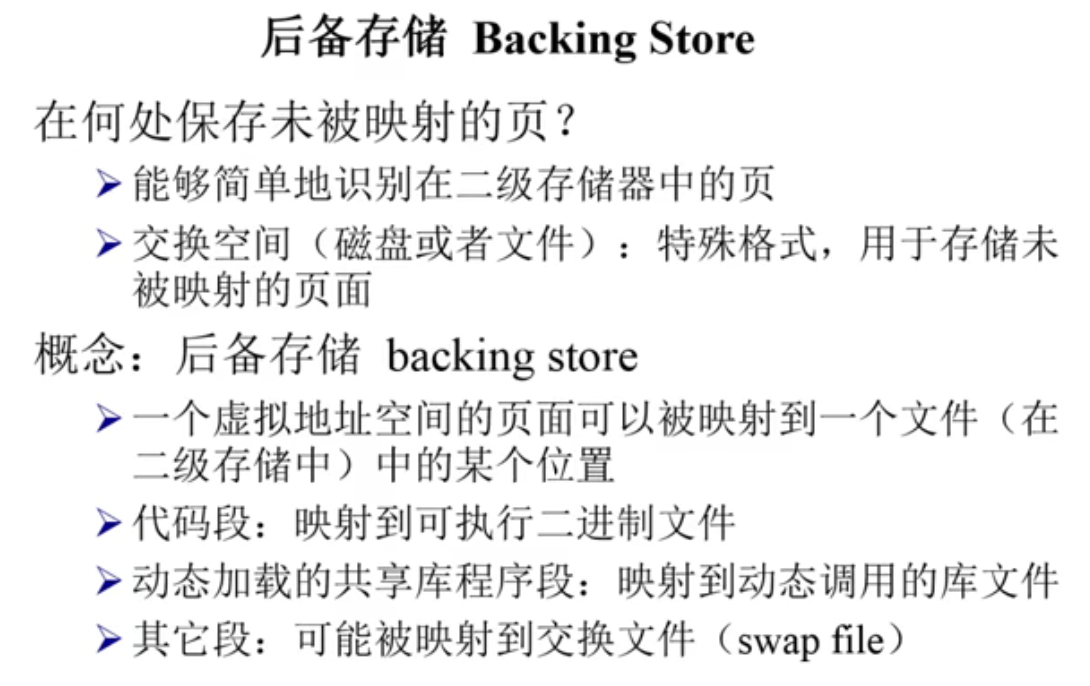 后备存储 Backing Store
在何处保存未被映射的页？
➢能够简单地识别在二级存储器中的页
➢交换空间（磁盘或者文件）：特殊格式，用于存储未
被映射的页面
概念：后备存储 backing store
➢一个虚拟地址空间的页面可以被映射到一个文件（在
二级存储中）中的某个位置
➢代码段：映射到可执行二进制文件
➢动态加载的共享库程序段：映射到动态调用的库文件
➢其它段：可能被映射到交换文件（swap file）